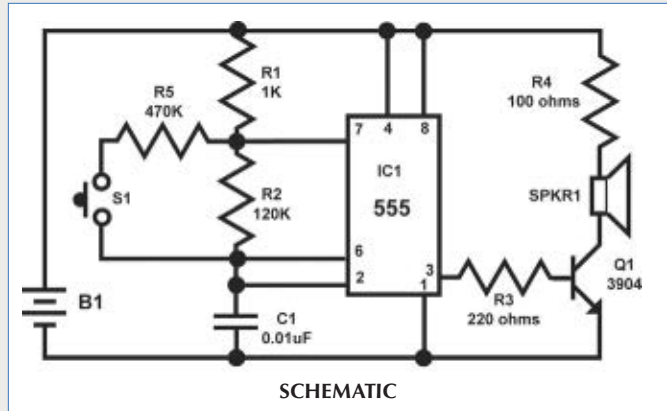 R1
1K
R5
470K
R4
100 ohms
7
4
8
IC1
555
S1
R2
120K
SPKR1
6
2
3
1
Q1
3904
B1
C1
0.01uF
R3
220 ohms
SCHEMATIC